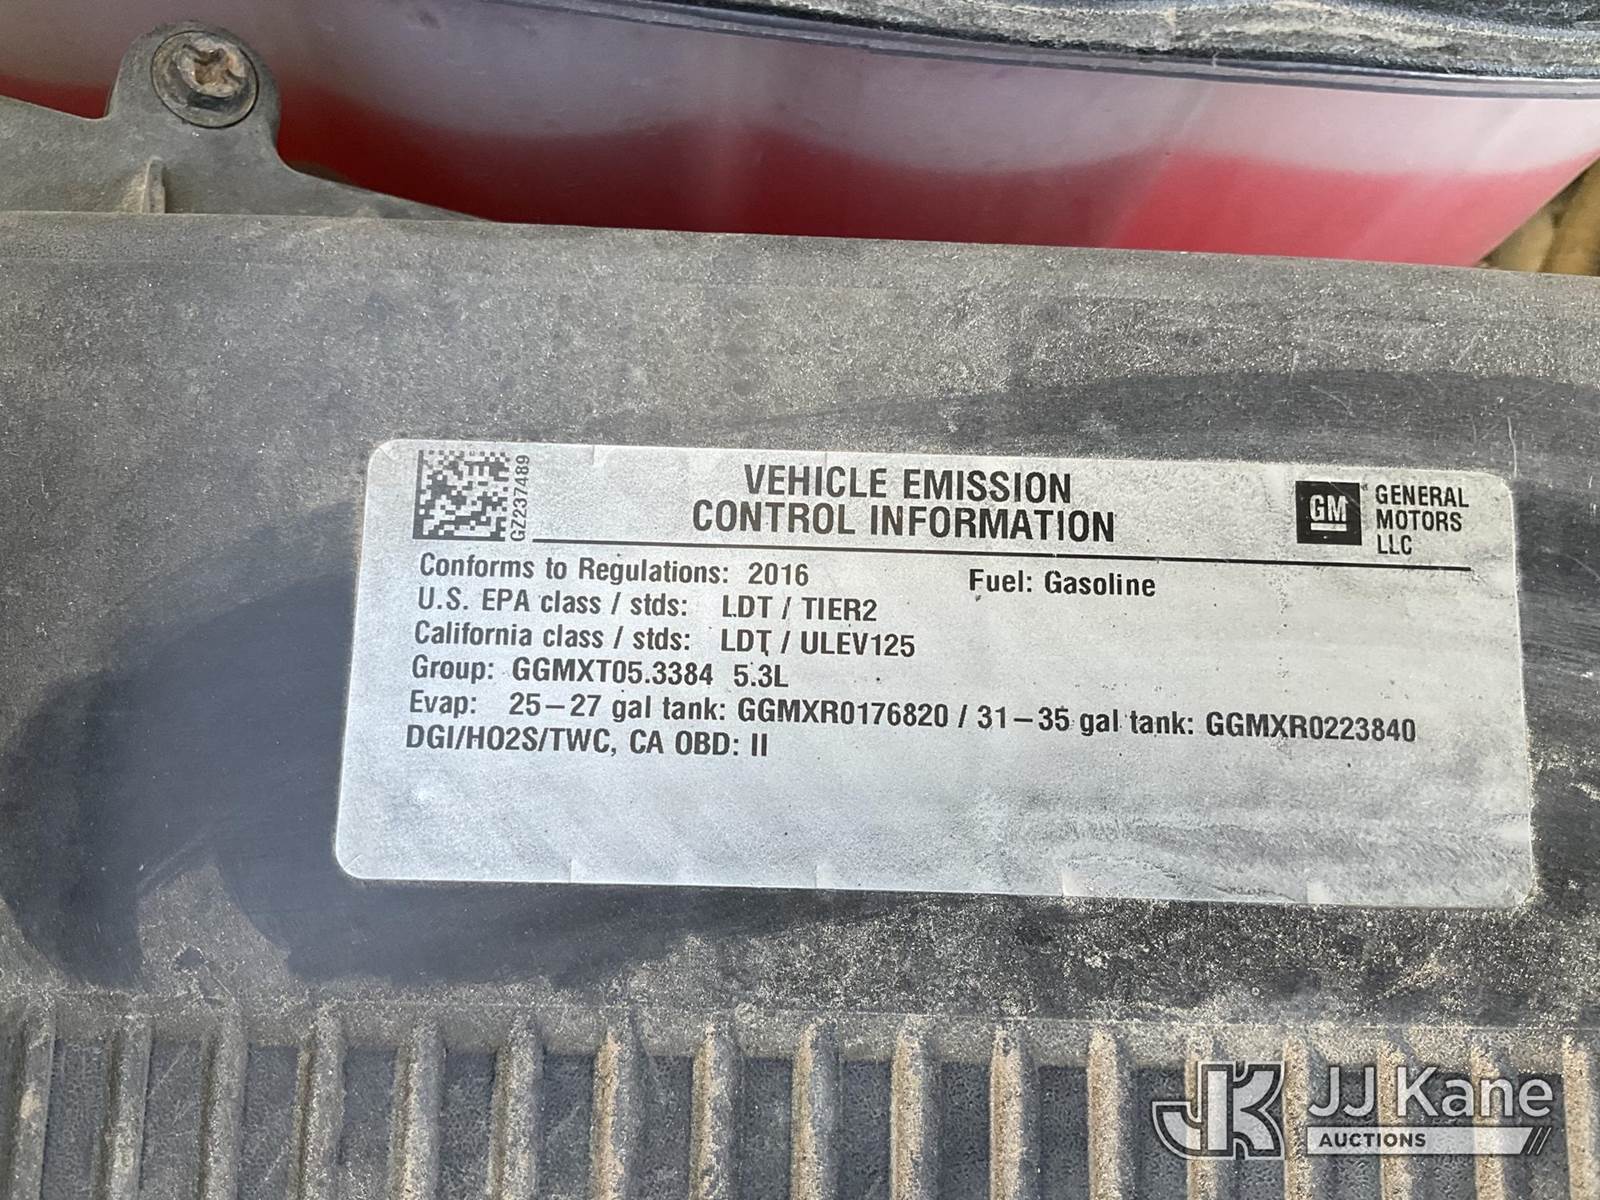 GZ237489
VEHICLE EMISSION
CONTROL INFORMATION
GM
GENERAL
MOTORS
LLC
Conforms to Regulations: 2016 Fuel: Gasoline
U.S. EPA class / stds: LDT / TIER2
California class / stds: LDT / ULEV125
Group: GGMXT05.3384 5.3L
Evap: 25–27 gal tank: GGMXR0176820 / 31–35 gal tank: GGMXR0223840
DGI/HO2S/TWC, CA OBD: II
JK JJ Kane
AUCTIONS